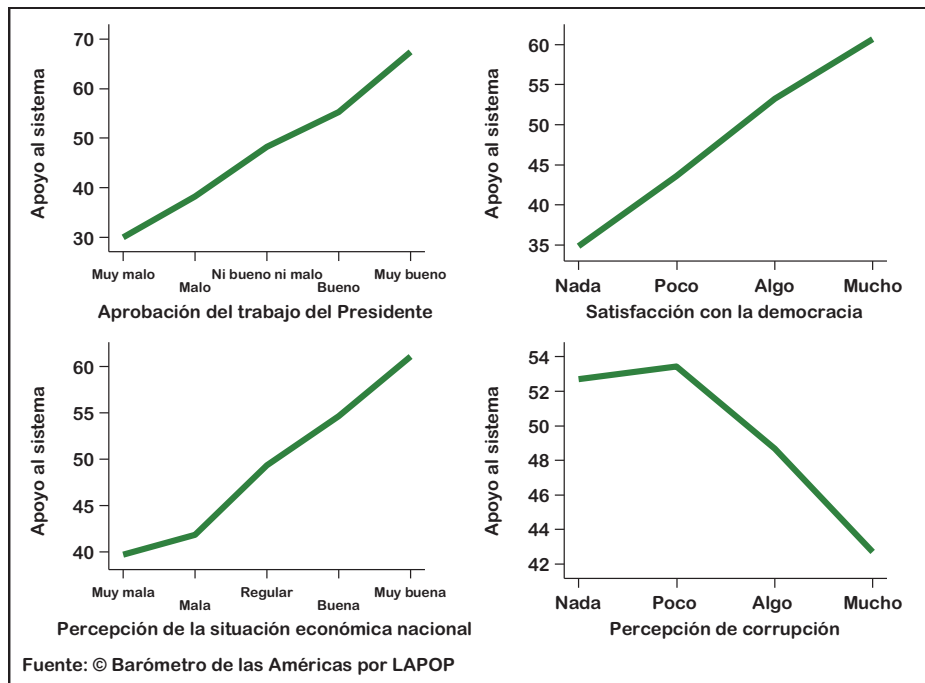 Apoyo al sistema
70
60
50
40
30
Muy malo
Malo
Ni bueno ni malo
Bueno
Muy bueno
Aprobación del trabajo del Presidente
Apoyo al sistema
60
55
50
45
40
35
Nada
Poco
Algo
Mucho
Satisfacción con la democracia
Apoyo al sistema
60
55
50
45
40
Muy mala
Mala
Regular
Buena
Muy buena
Percepción de la situación económica nacional
Apoyo al sistema
54
52
50
48
46
44
42
Nada
Poco
Algo
Mucho
Percepción de corrupción
Fuente: © Barómetro de las Américas por LAPOP